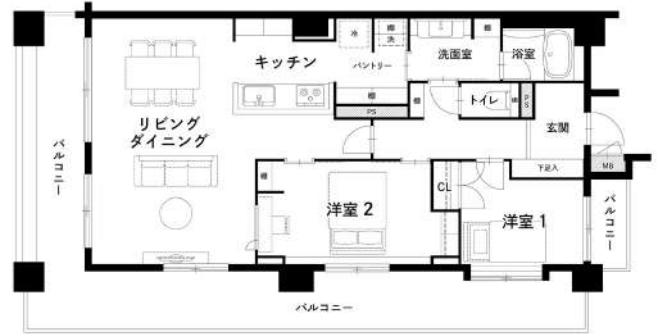 冷
棚
洗
棚
キッチン
パントリー
洗面室
浴室
棚
PS
棚
トイレ
棚
PS
リビング
ダイニング
玄関
バルコニー
下足入
MB
棚
CL
洋室 2
洋室 1
バルコニー
バルコニー